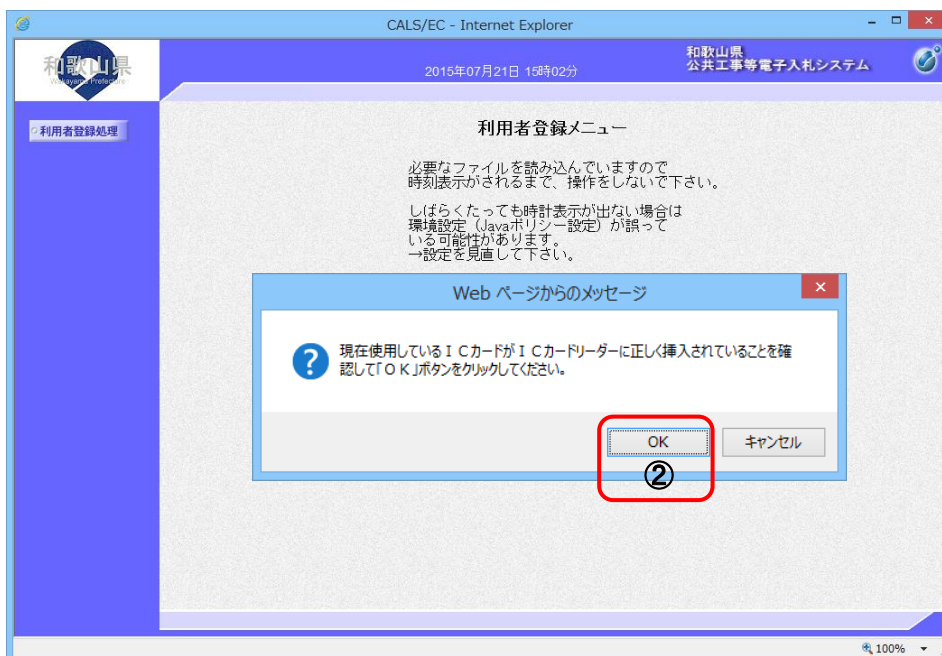 CALS/EC - Internet Explorer
和歌山県
Wakayama Prefecture
2015年07月21日 15時02分
和歌山県
公共工事等電子入札システム
利用者登録処理
利用者登録メニュー
必要なファイルを読み込んでいますので
時刻表示がされるまで、操作をしないで下さい。
しばらくたっても時計表示が出ない場合は
環境設定（Javaポリシー設定）が誤って
いる可能性があります。
→設定を見直して下さい。
Web ページからのメッセージ
現在使用しているＩＣカードがＩＣカードリーダーに正しく挿入されていることを確
認して「ＯＫ」ボタンをクリックしてください。
OK
キャンセル
②
100%